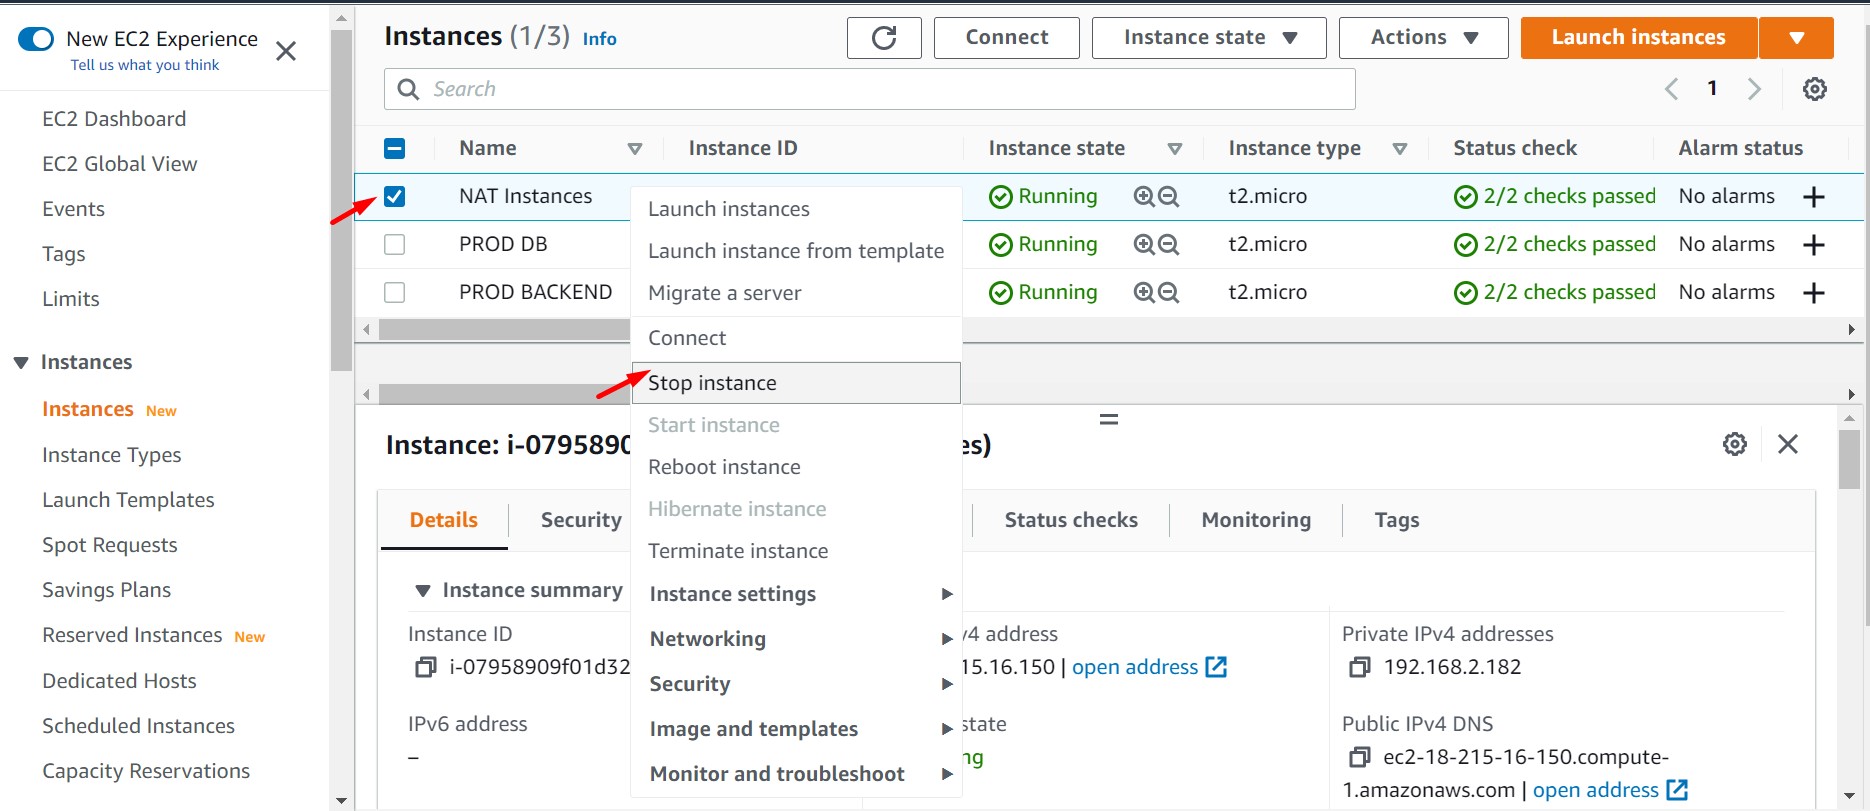 New EC2 Experience
Tell us what you think
EC2 Dashboard
EC2 Global View
Events
Tags
Limits
Instances
Instances New
Instance Types
Launch Templates
Spot Requests
Savings Plans
Reserved Instances New
Dedicated Hosts
Scheduled Instances
Capacity Reservations
Instances (1/3) Info
Connect
Instance state
Actions
Launch instances
Search
1
Name Instance ID Instance state Instance type Status check Alarm status
NAT Instances Running t2.micro 2/2 checks passed No alarms +
PROD DB Running t2.micro 2/2 checks passed No alarms +
PROD BACKEND Running t2.micro 2/2 checks passed No alarms +
Launch instances
Launch instance from template
Migrate a server
Connect
Stop instance
Start instance
Reboot instance
Hibernate instance
Terminate instance
Instance settings
Networking
Security
Image and templates
Monitor and troubleshoot
Instance: i-0795890 es)
Details Security Status checks Monitoring Tags
Instance summary
Instance ID
i-07958909f01d32
IPv6 address
–
v4 address
15.16.150 | open address
state
ng
Private IPv4 addresses
192.168.2.182
Public IPv4 DNS
ec2-18-215-16-150.compute-
1.amazonaws.com | open address